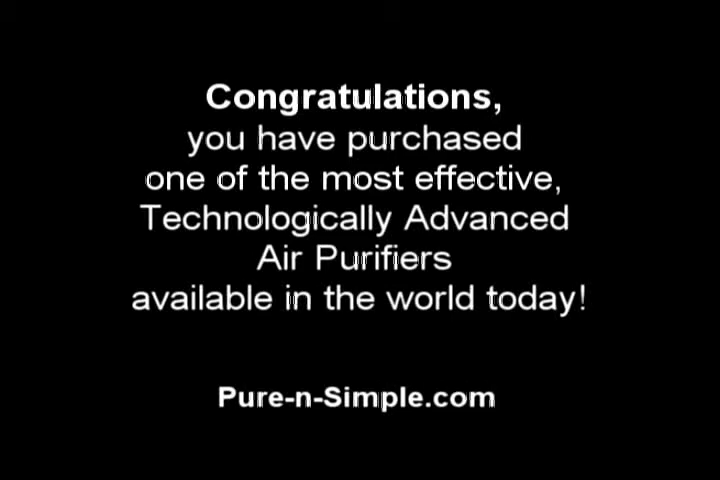 Congratulations,
you have purchased
one of the most effective,
Technologically Advanced
Air Purifiers
available in the world today!
Pure-n-Simple.com